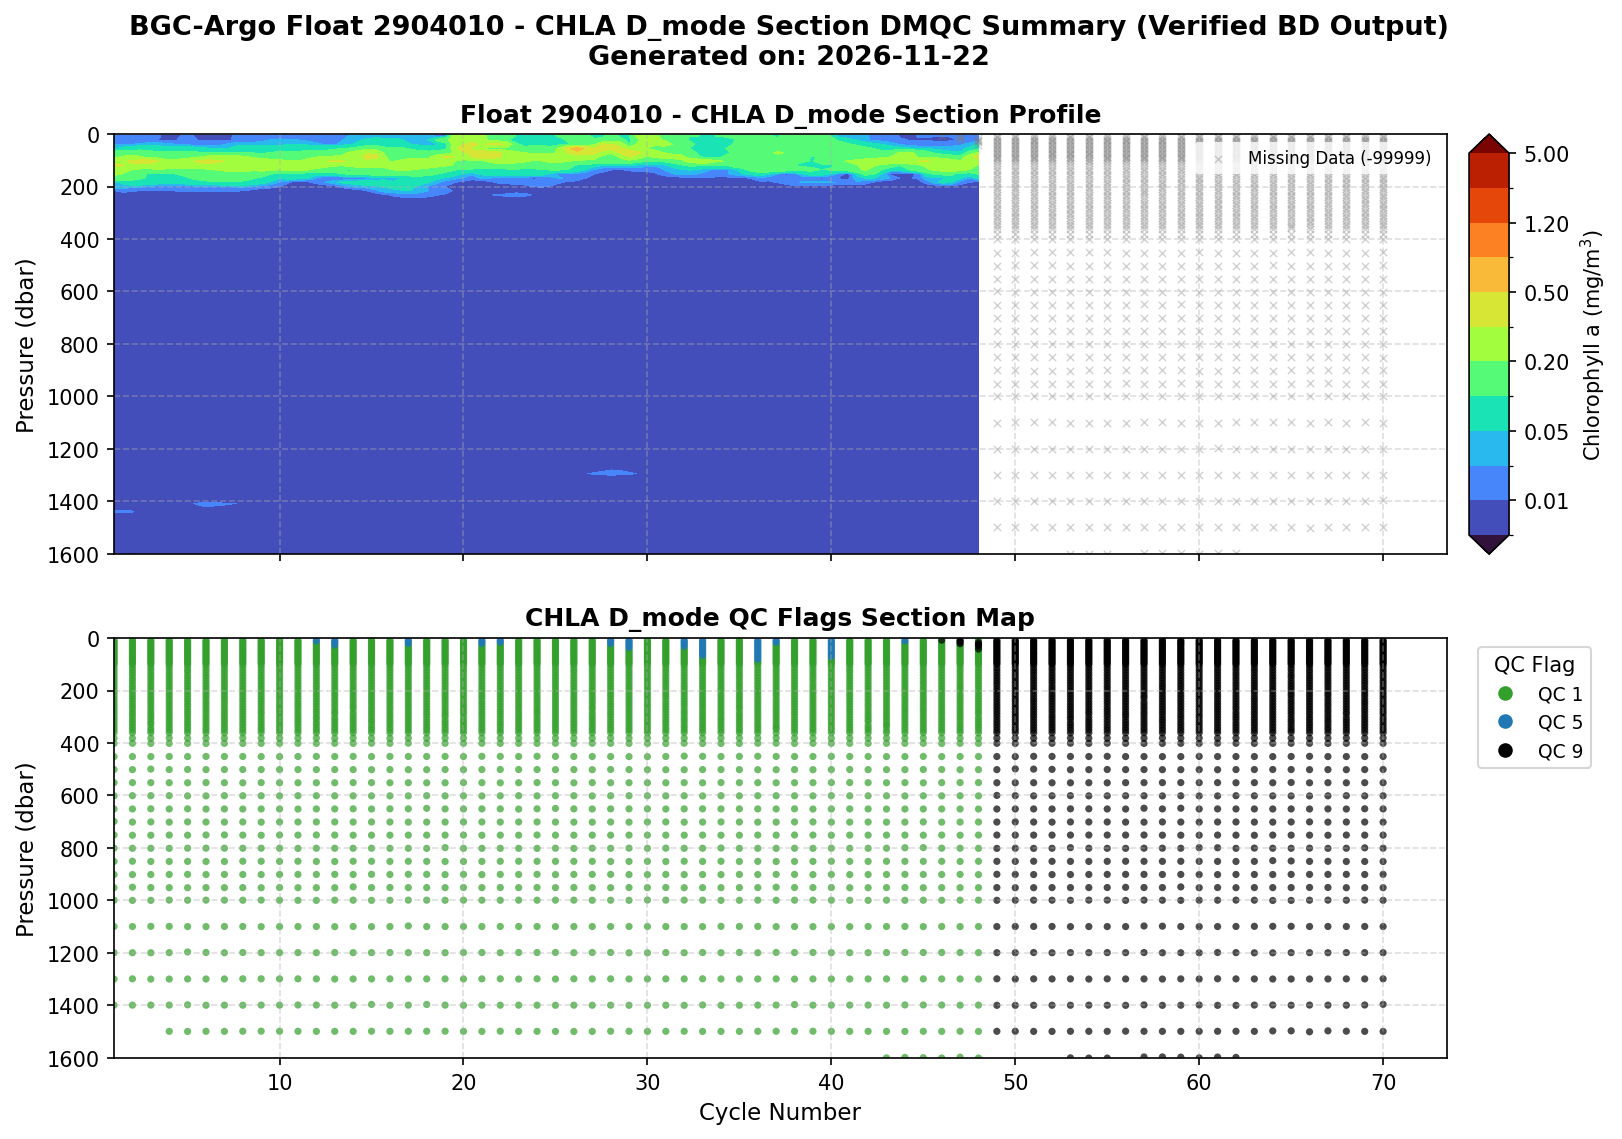 BGC-Argo Float 2904010 - CHLA D_mode Section DMQC Summary (Verified BD Output)
Generated on: 2026-11-22
Float 2904010 - CHLA D_mode Section Profile
Pressure (dbar)
0
200
400
600
800
1000
1200
1400
1600
Missing Data (-99999)
5.00
1.20
0.50
0.20
0.05
0.01
Chlorophyll a (mg/m³)
CHLA D_mode QC Flags Section Map
Pressure (dbar)
0
200
400
600
800
1000
1200
1400
1600
10 20 30 40 50 60 70
Cycle Number
QC Flag
QC 1
QC 5
QC 9